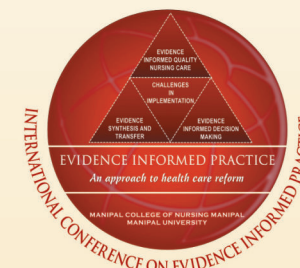 EVIDENCE
INFORMED QUALITY
NURSING CARE
CHALLENGES
IN
IMPLEMENTATION
EVIDENCE
SYNTHESIS AND
TRANSFER
EVIDENCE
INFORMED DECISION
MAKING
EVIDENCE INFORMED PRACTICE
An approach to health care reform
MANIPAL COLLEGE OF NURSING MANIPAL
MANIPAL UNIVERSITY
INTERNATIONAL CONFERENCE ON EVIDENCE INFORMED